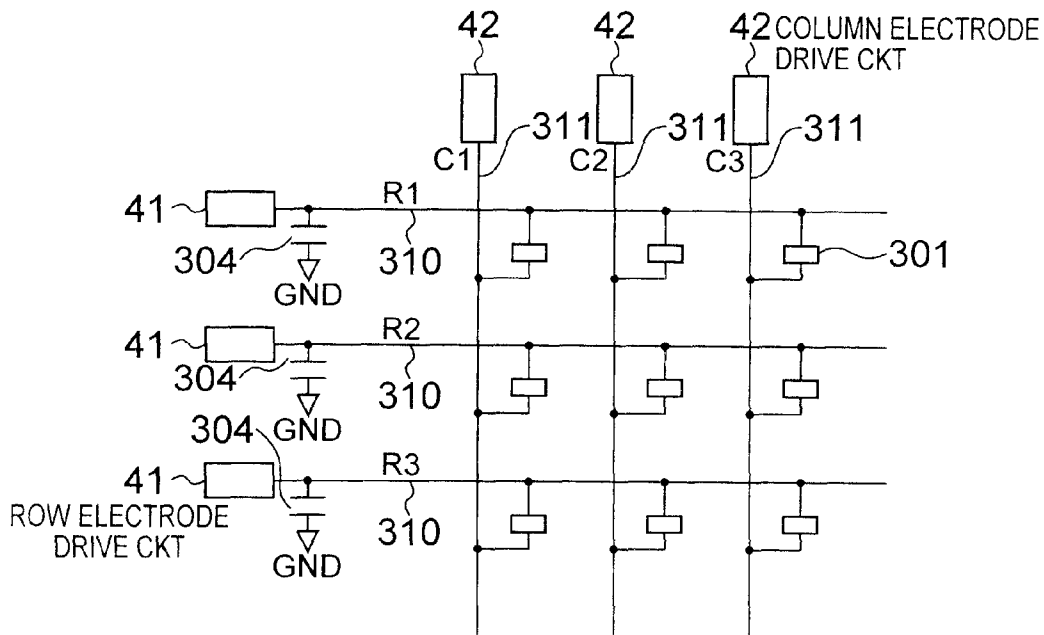 42 42 42 COLUMN ELECTRODE
DRIVE CKT
311 311 311
C1 C2 C3
41 R1
304 310 301
GND
41 R2
304 310
GND
304
41 R3
310
ROW ELECTRODE
DRIVE CKT
GND